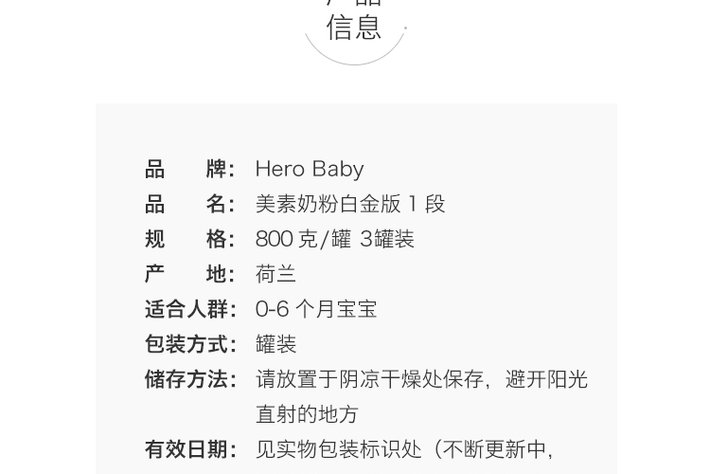 产品
信息
品 牌： Hero Baby
品 名： 美素奶粉白金版 1 段
规 格： 800 克/罐 3罐装
产 地： 荷兰
适合人群： 0-6 个月宝宝
包装方式： 罐装
储存方法： 请放置于阴凉干燥处保存，避开阳光
直射的地方
有效日期： 见实物包装标识处（不断更新中，